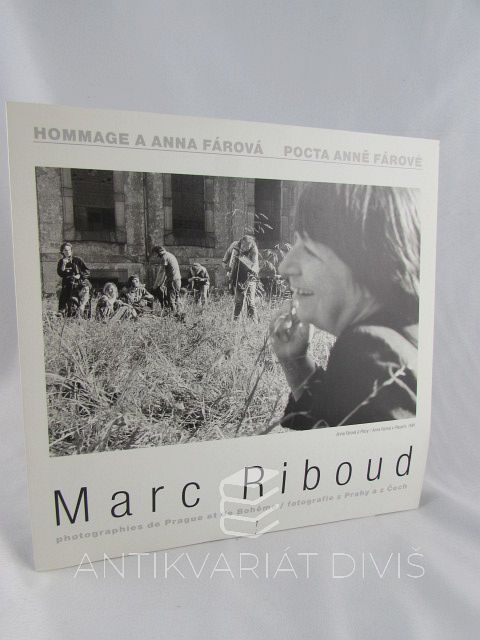 HOMMAGE A ANNA FÁROVÁ POCTA ANNĚ FÁROVÉ
Marc Riboud
photographies de Prague et de Bohême / fotografie z Prahy a z Čech
ANTIKVARIÁT DIVIŠ